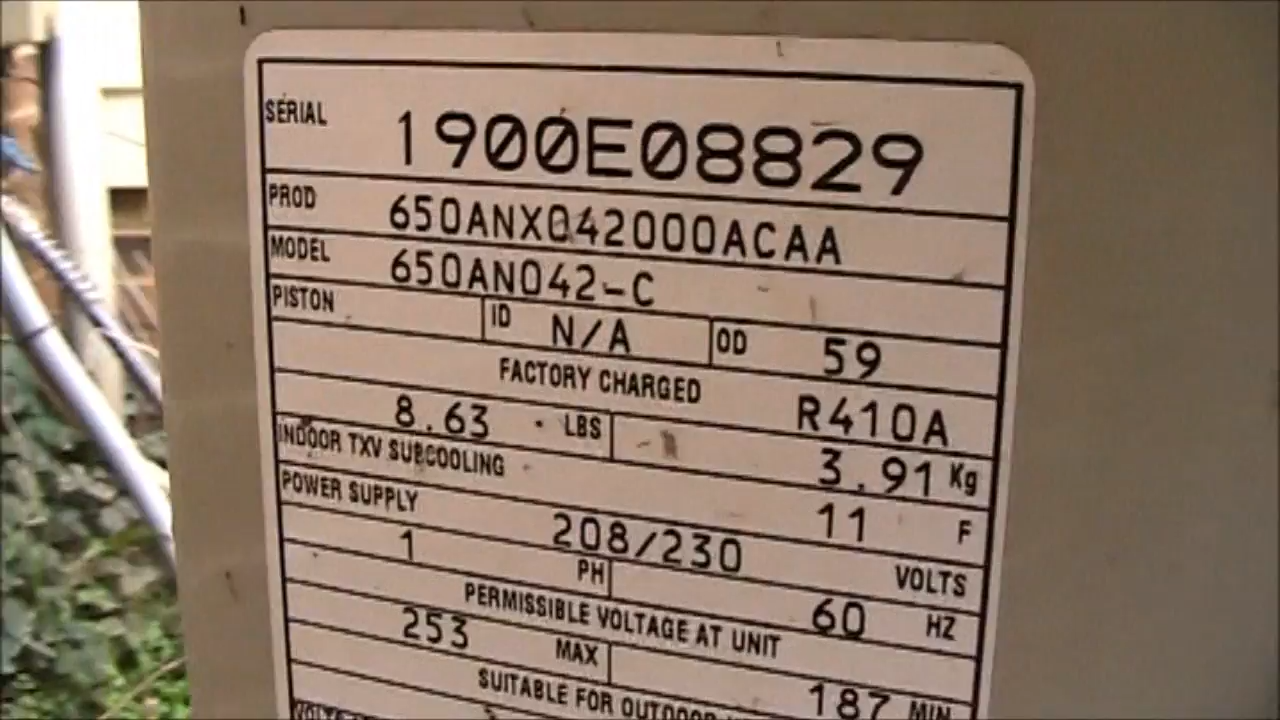 SERIAL 1900E08829
PROD 650ANX042000ACAA
MODEL 650AN042-C
PISTON ID N/A OD 59
FACTORY CHARGED R410A
8.63 LBS 3.91 Kg
INDOOR TXV SUBCOOLING 11 F
POWER SUPPLY 208/230 VOLTS
1 PH 60 HZ
PERMISSIBLE VOLTAGE AT UNIT
253 MAX 187 MIN
SUITABLE FOR OUTDOOR